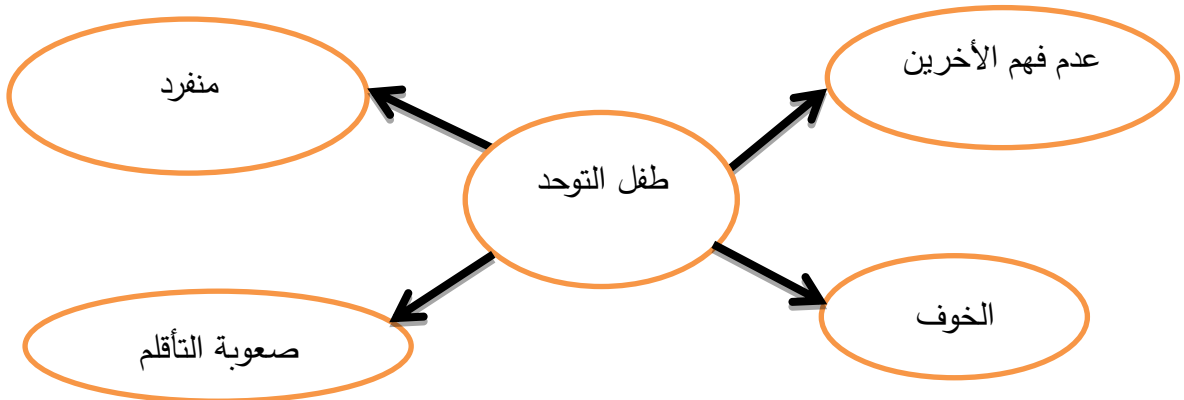 عدم فهم الأخرين
منفرد
طفل التوحد
الخوف
صعوبة التأقلم